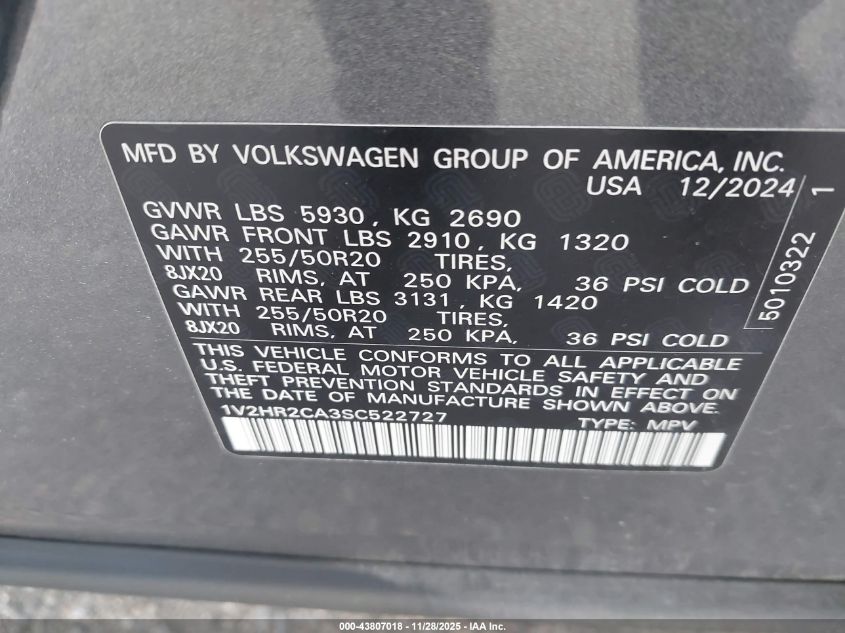 MFD BY VOLKSWAGEN GROUP OF AMERICA, INC.
USA 12/2024
GVWR LBS 5930, KG 2690
GAWR FRONT LBS 2910, KG 1320
WITH 255/50R20 TIRES,
8JX20 RIMS, AT 250 KPA, 36 PSI COLD
GAWR REAR LBS 3131, KG 1420
WITH 255/50R20 TIRES,
8JX20 RIMS, AT 250 KPA, 36 PSI COLD
THIS VEHICLE CONFORMS TO ALL APPLICABLE
U.S. FEDERAL MOTOR VEHICLE SAFETY AND
THEFT PREVENTION STANDARDS IN EFFECT ON
THE DATE OF MANUFACTURE SHOWN ABOVE
1V2HR2CA3SC522727 TYPE: MPV
5010322 1
000-43807018 - 11/28/2025 - IAA Inc.